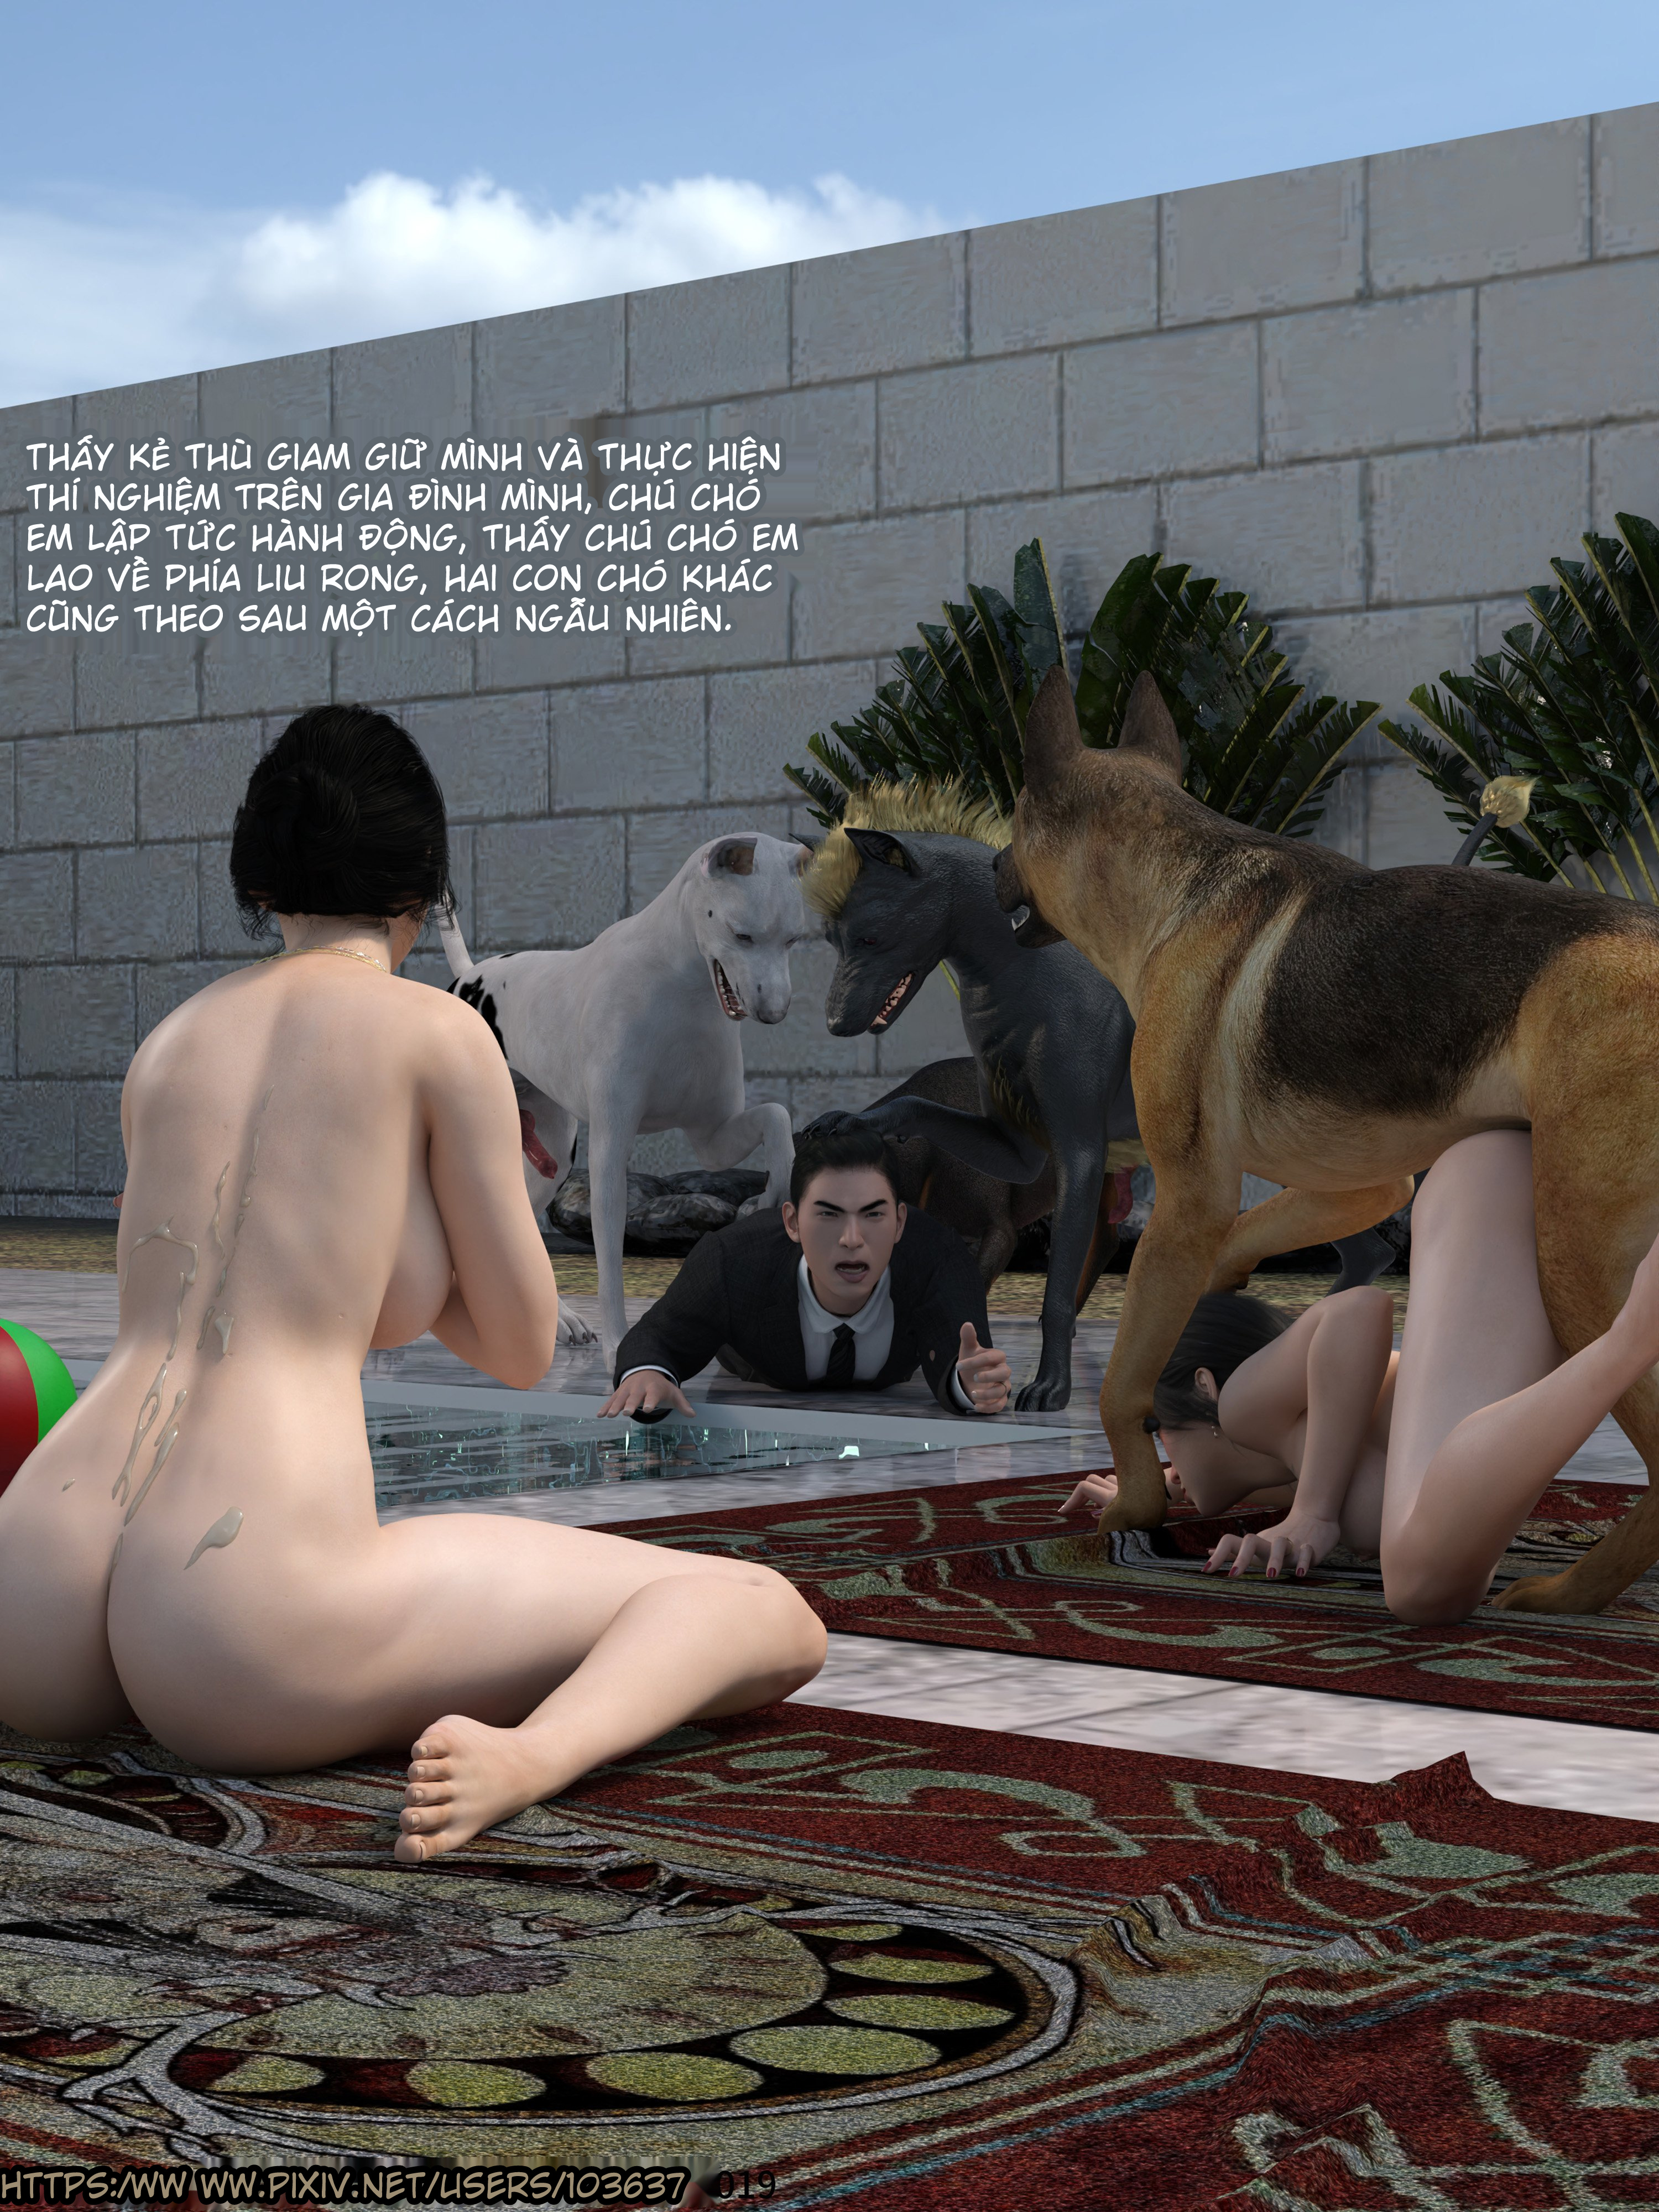 THẤY KẺ THÙ GIAM GIỮ MÌNH VÀ THỰC HIỆN
THÍ NGHIỆM TRÊN GIA ĐÌNH MÌNH, CHÚ CHÓ
EM LẬP TỨC HÀNH ĐỘNG, THẤY CHÚ CHÓ EM
LAO VỀ PHÍA LIU RONG, HAI CON CHÓ KHÁC
CŨNG THEO SAU MỘT CÁCH NGẪU NHIÊN.
HTTPS:/WW WW.PIXIV.NET/USERS/103637 019